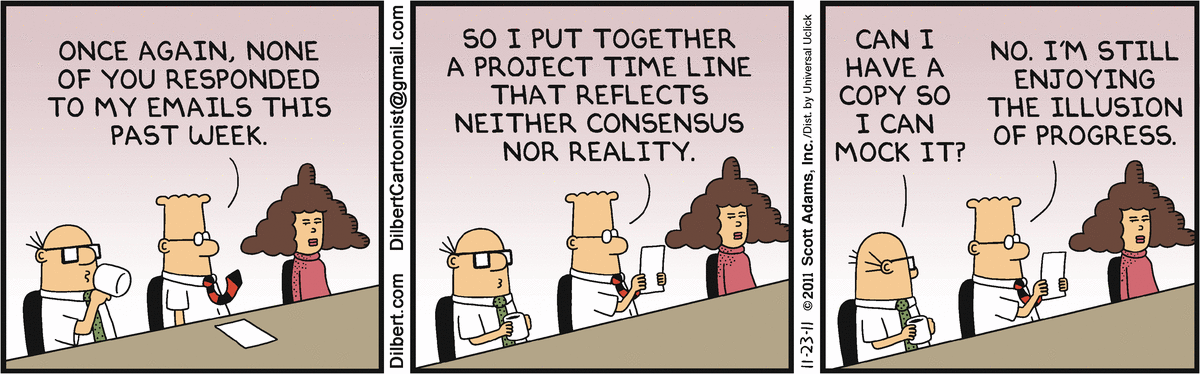 ONCE AGAIN, NONE
OF YOU RESPONDED
TO MY EMAILS THIS
PAST WEEK.
Dilbert.com DilbertCartoonist@gmail.com
SO I PUT TOGETHER
A PROJECT TIME LINE
THAT REFLECTS
NEITHER CONSENSUS
NOR REALITY.
11-23-11 ©2011 Scott Adams, Inc. /Dist. by Universal Uclick
CAN I
HAVE A
COPY SO
I CAN
MOCK IT?
NO. I'M STILL
ENJOYING
THE ILLUSION
OF PROGRESS.